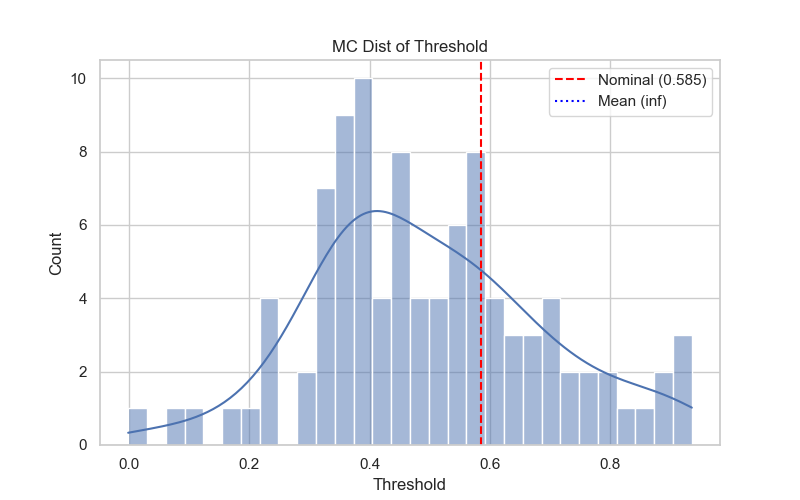 MC Dist of Threshold
Nominal (0.585)
Mean (inf)
Count
10
8
6
4
2
0
0.0 0.2 0.4 0.6 0.8
Threshold